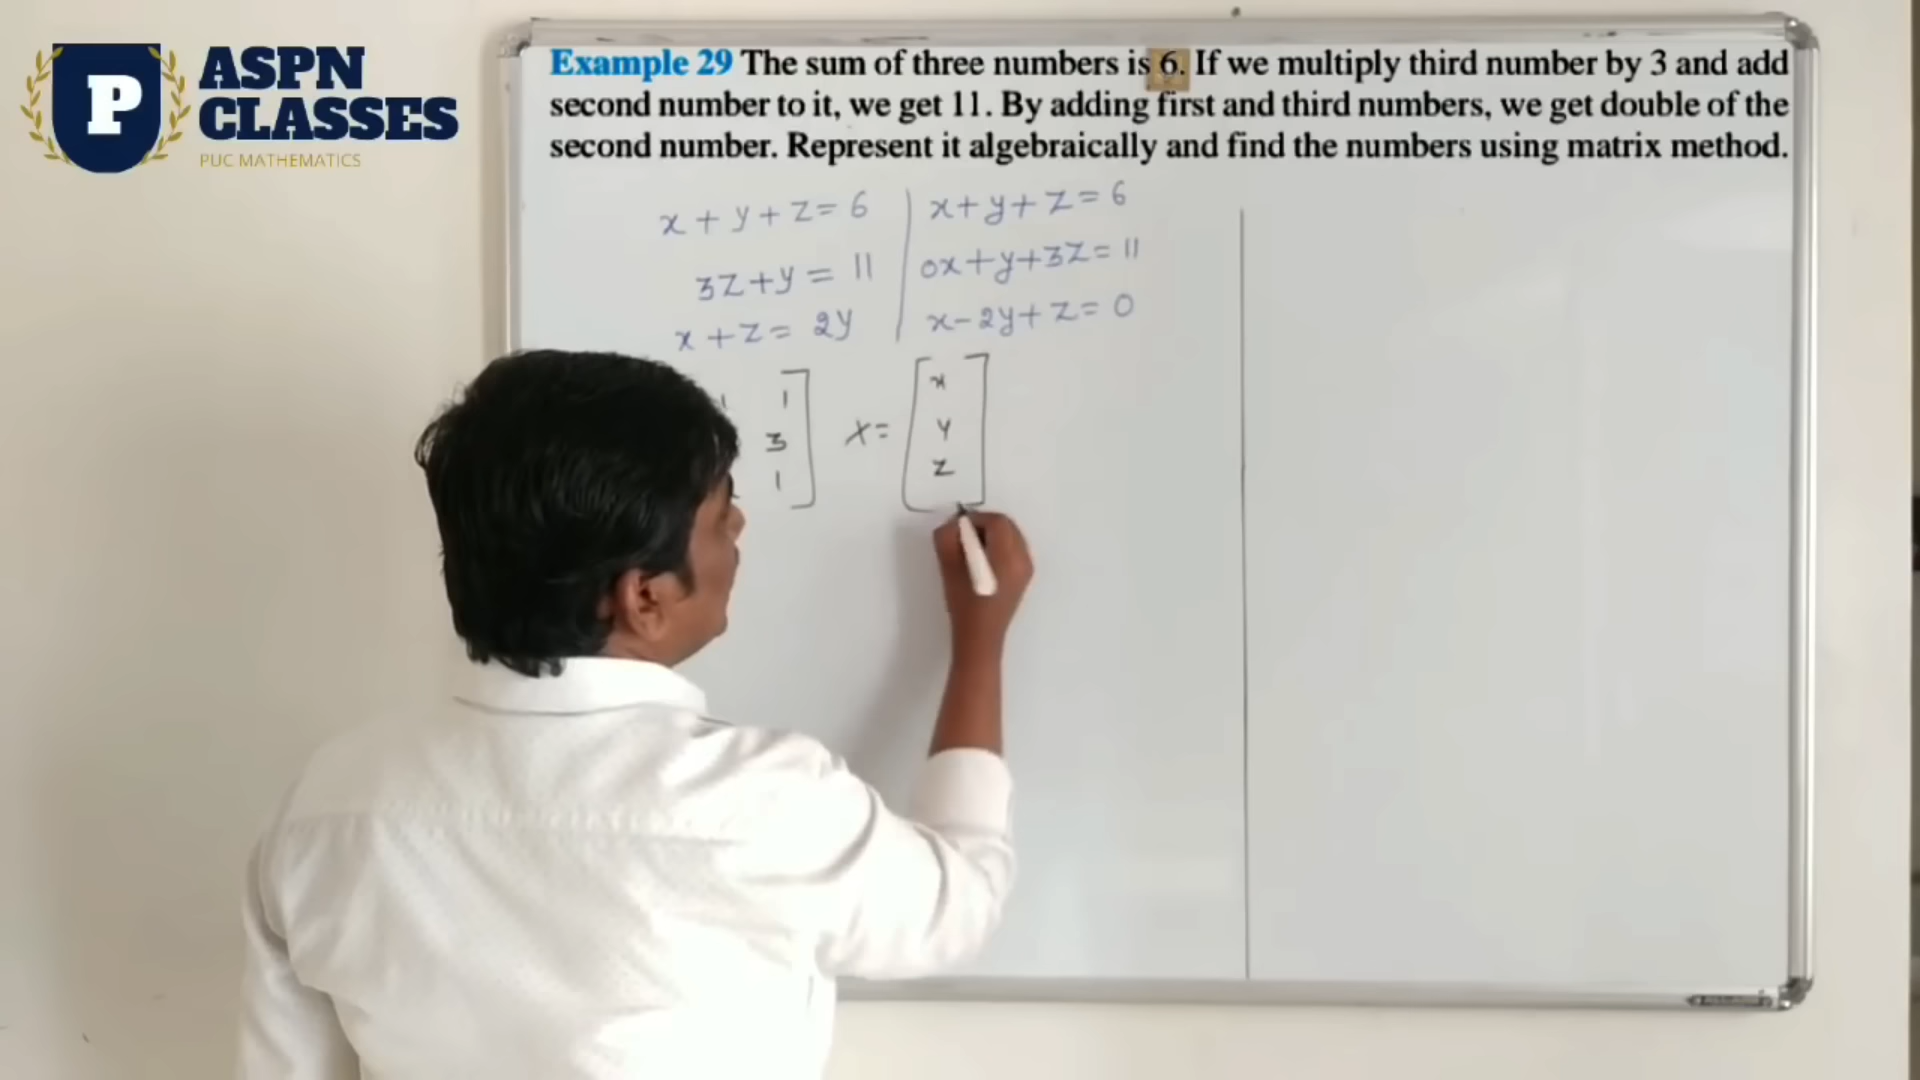 P
ASPN
CLASSES
PUC MATHEMATICS
Example 29 The sum of three numbers is 6. If we multiply third number by 3 and add
second number to it, we get 11. By adding first and third numbers, we get double of the
second number. Represent it algebraically and find the numbers using matrix method.
x + y + z = 6 | x + y + z = 6
3z + y = 11 | 0x + y + 3z = 11
x + z = 2y | x - 2y + z = 0
1 1 x
3 X = y
1 z